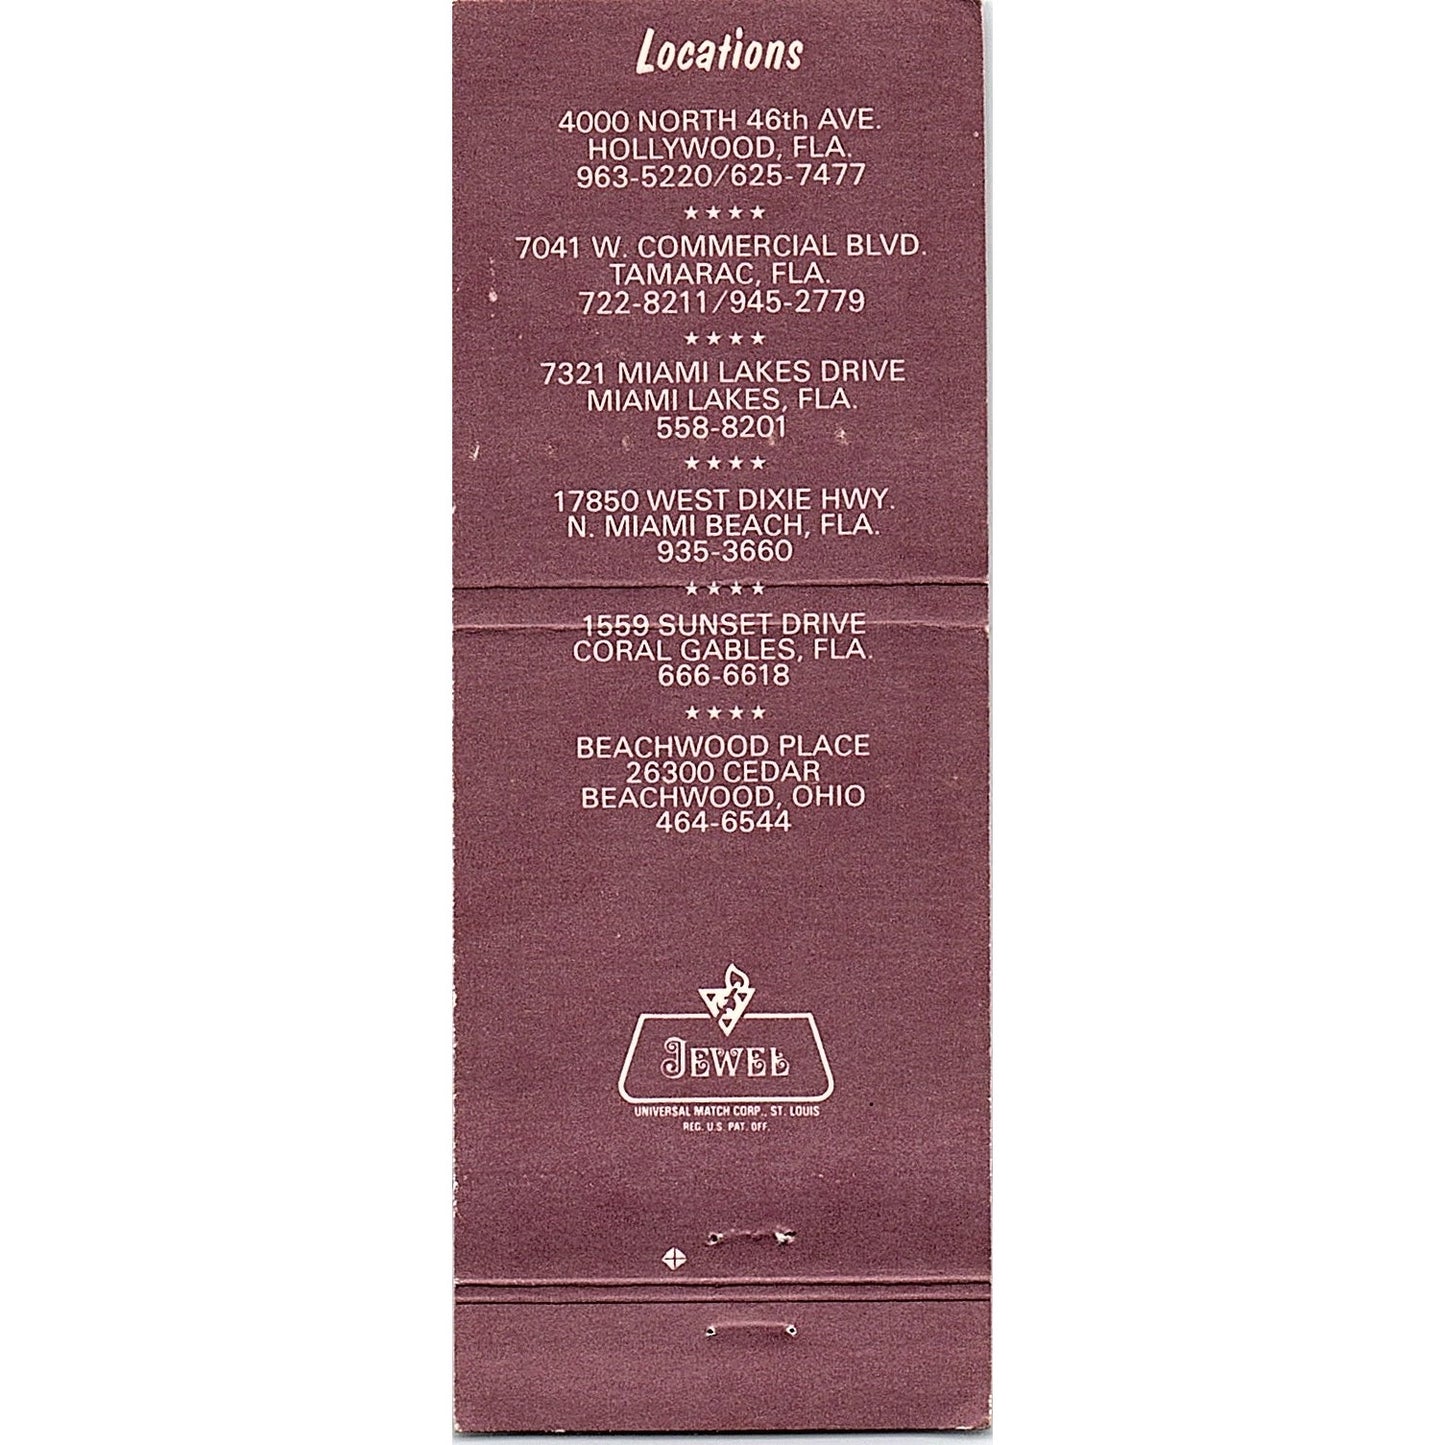 Locations
4000 NORTH 46th AVE.
HOLLYWOOD, FLA.
963-5220/625-7477
★★★★
7041 W. COMMERCIAL BLVD.
TAMARAC, FLA.
722-8211/945-2779
★★★★
7321 MIAMI LAKES DRIVE
MIAMI LAKES, FLA.
558-8201
★★★★
17850 WEST DIXIE HWY.
N. MIAMI BEACH, FLA.
935-3660
★★★★
1559 SUNSET DRIVE
CORAL GABLES, FLA.
666-6618
★★★★
BEACHWOOD PLACE
26300 CEDAR
BEACHWOOD, OHIO
464-6544
JEWEL
UNIVERSAL MATCH CORP., ST. LOUIS
REG. U.S. PAT. OFF.